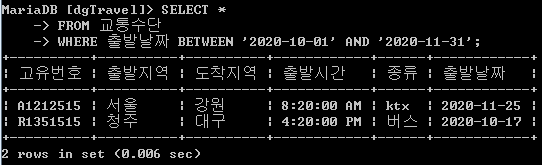 MariaDB [dgTravel]> SELECT *
    -> FROM 교통수단
    -> WHERE 출발날짜 BETWEEN '2020-10-01' AND '2020-11-31';
+----------+----------+----------+------------+------+------------+
| 고유번호 | 출발지역 | 도착지역 | 출발시간 | 종류 | 출발날짜 |
+----------+----------+----------+------------+------+------------+
| A1212515 | 서울 | 강원 | 8:20:00 AM | ktx | 2020-11-25 |
| R1351515 | 청주 | 대구 | 4:20:00 PM | 버스 | 2020-10-17 |
+----------+----------+----------+------------+------+------------+
2 rows in set (0.006 sec)